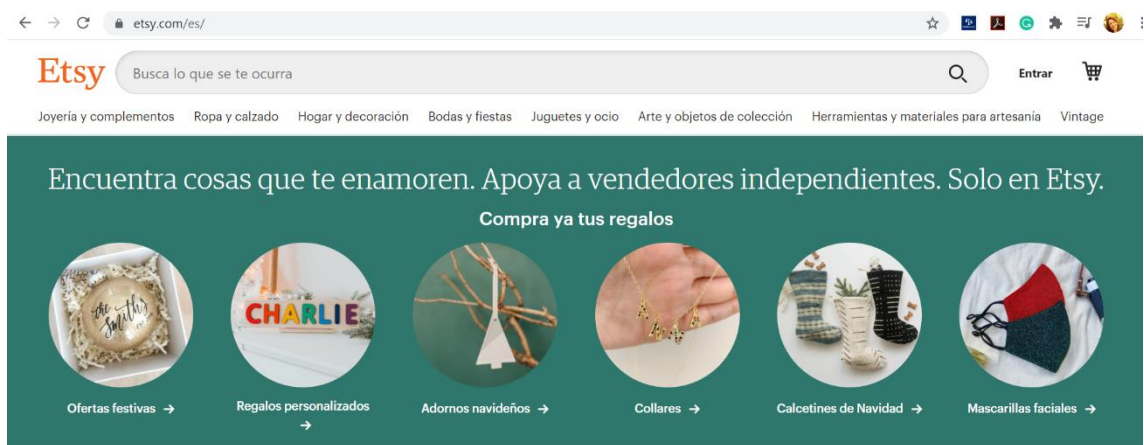 etsy.com/es/
Etsy
Busca lo que se te ocurra
Entrar
Joyería y complementos Ropa y calzado Hogar y decoración Bodas y fiestas Juguetes y ocio Arte y objetos de colección Herramientas y materiales para artesanía Vintage
Encuentra cosas que te enamoren. Apoya a vendedores independientes. Solo en Etsy.
Compra ya tus regalos
the Smiths
CHARLIE
Ofertas festivas →
Regalos personalizados →
Adornos navideños →
Collares →
Calcetines de Navidad →
Mascarillas faciales →